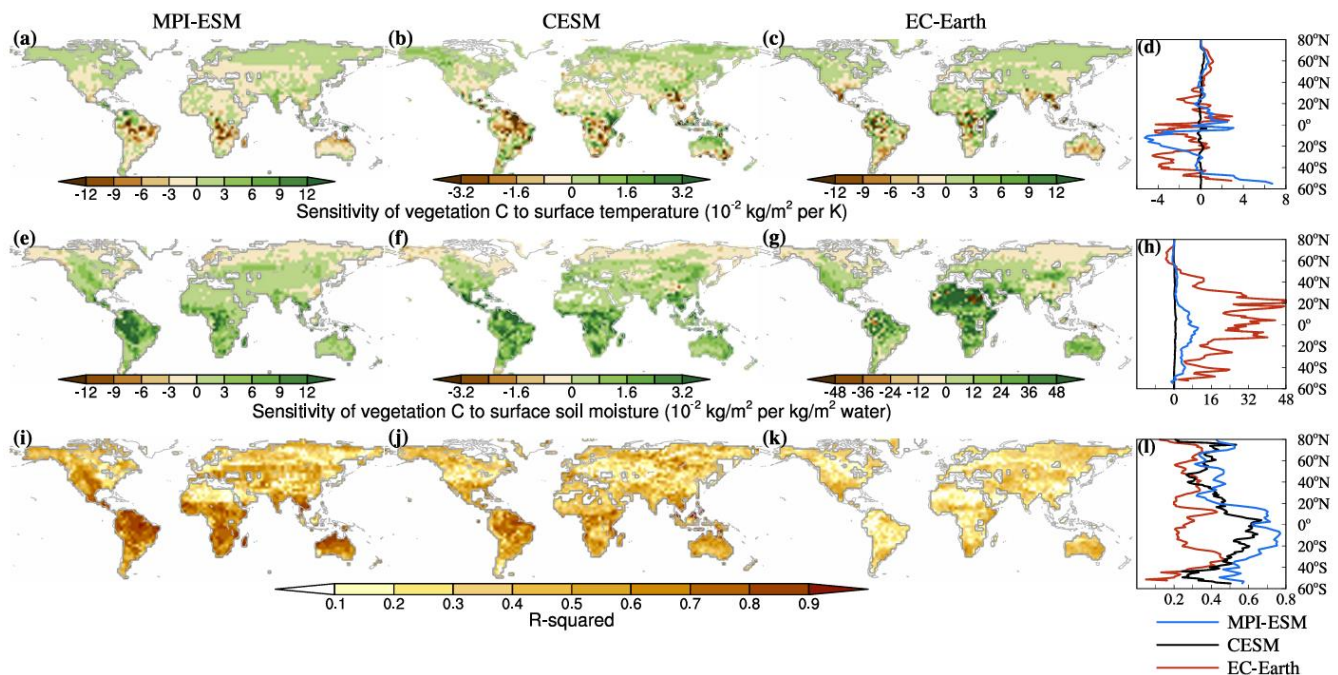 MPI-ESM CESM EC-Earth
(a) (b) (c) (d)
80°N
60°N
40°N
20°N
0°
20°S
40°S
60°S
-12 -9 -6 -3 0 3 6 9 12
-3.2 -1.6 0 1.6 3.2
-12 -9 -6 -3 0 3 6 9 12
-4 0 4 8
Sensitivity of vegetation C to surface temperature (10⁻² kg/m² per K)
(e) (f) (g) (h)
80°N
60°N
40°N
20°N
0°
20°S
40°S
60°S
-12 -9 -6 -3 0 3 6 9 12
-3.2 -1.6 0 1.6 3.2
-48 -36 -24 -12 0 12 24 36 48
0 16 32 48
Sensitivity of vegetation C to surface soil moisture (10⁻² kg/m² per kg/m² water)
(i) (j) (k) (l)
80°N
60°N
40°N
20°N
0°
20°S
40°S
60°S
0.2 0.4 0.6 0.8
0.1 0.2 0.3 0.4 0.5 0.6 0.7 0.8 0.9
R-squared
MPI-ESM
CESM
EC-Earth